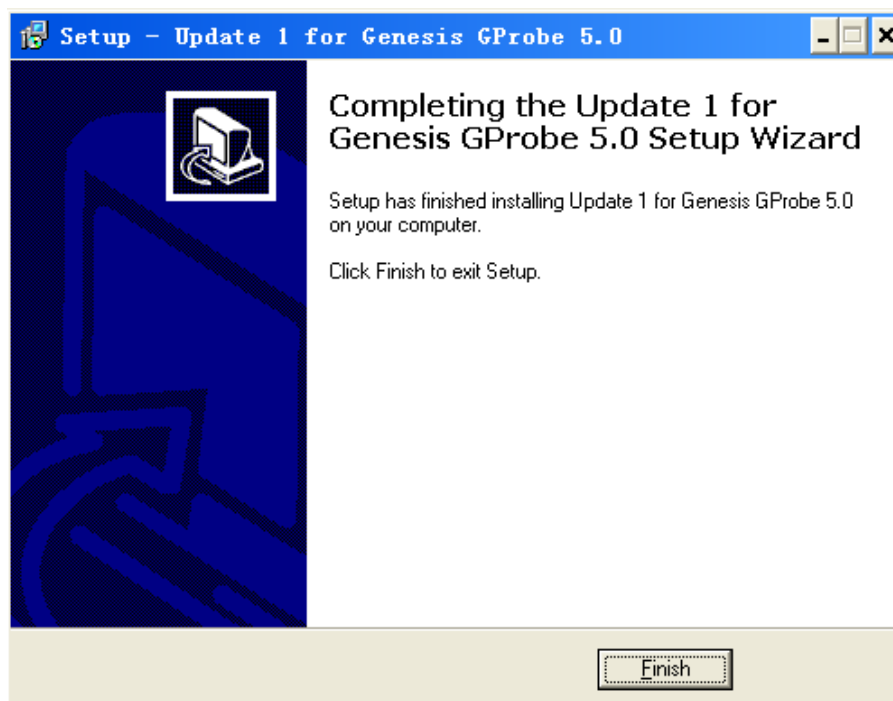 Setup - Update 1 for Genesis GProbe 5.0
Completing the Update 1 for
Genesis GProbe 5.0 Setup Wizard
Setup has finished installing Update 1 for Genesis GProbe 5.0
on your computer.
Click Finish to exit Setup.
Finish